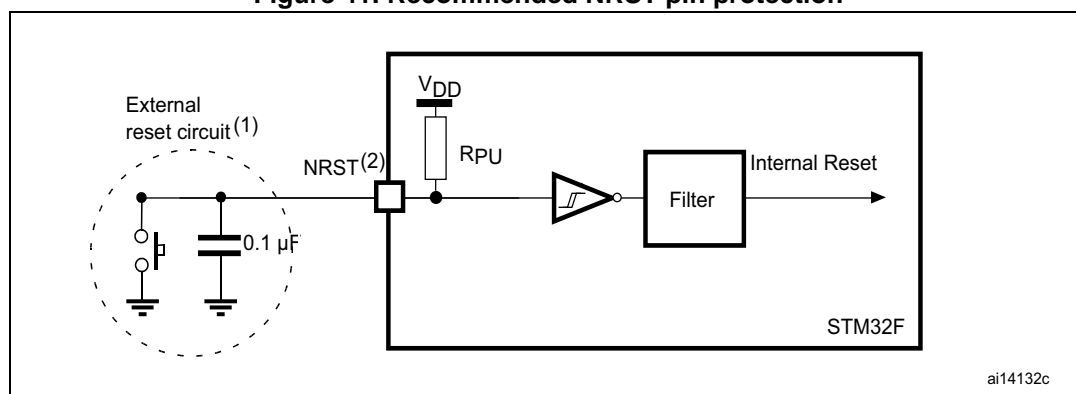 Figure 41. Recommended NRST pin protection
VDD
External
reset circuit(1)
NRST(2)
RPU
Internal Reset
Filter
0.1 μF
STM32F
ai14132c